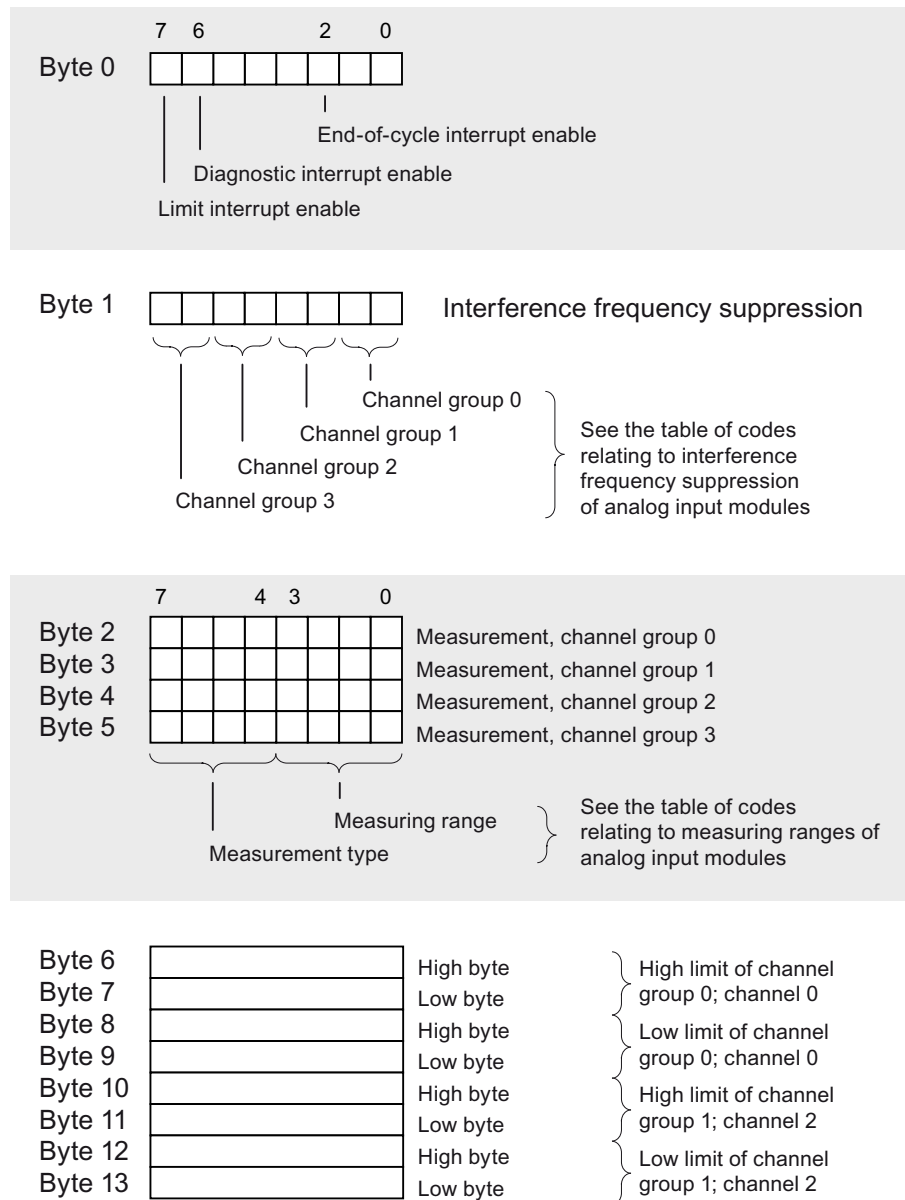 7 6 2 0
Byte 0
End-of-cycle interrupt enable
Diagnostic interrupt enable
Limit interrupt enable
Byte 1
Interference frequency suppression
Channel group 0
Channel group 1
Channel group 2
Channel group 3
See the table of codes
relating to interference
frequency suppression
of analog input modules
7 4 3 0
Byte 2
Measurement, channel group 0
Byte 3
Measurement, channel group 1
Byte 4
Measurement, channel group 2
Byte 5
Measurement, channel group 3
Measuring range
Measurement type
See the table of codes
relating to measuring ranges of
analog input modules
Byte 6
High byte
Byte 7
Low byte
High limit of channel
group 0; channel 0
Byte 8
High byte
Byte 9
Low byte
Low limit of channel
group 0; channel 0
Byte 10
High byte
Byte 11
Low byte
High limit of channel
group 1; channel 2
Byte 12
High byte
Byte 13
Low byte
Low limit of channel
group 1; channel 2